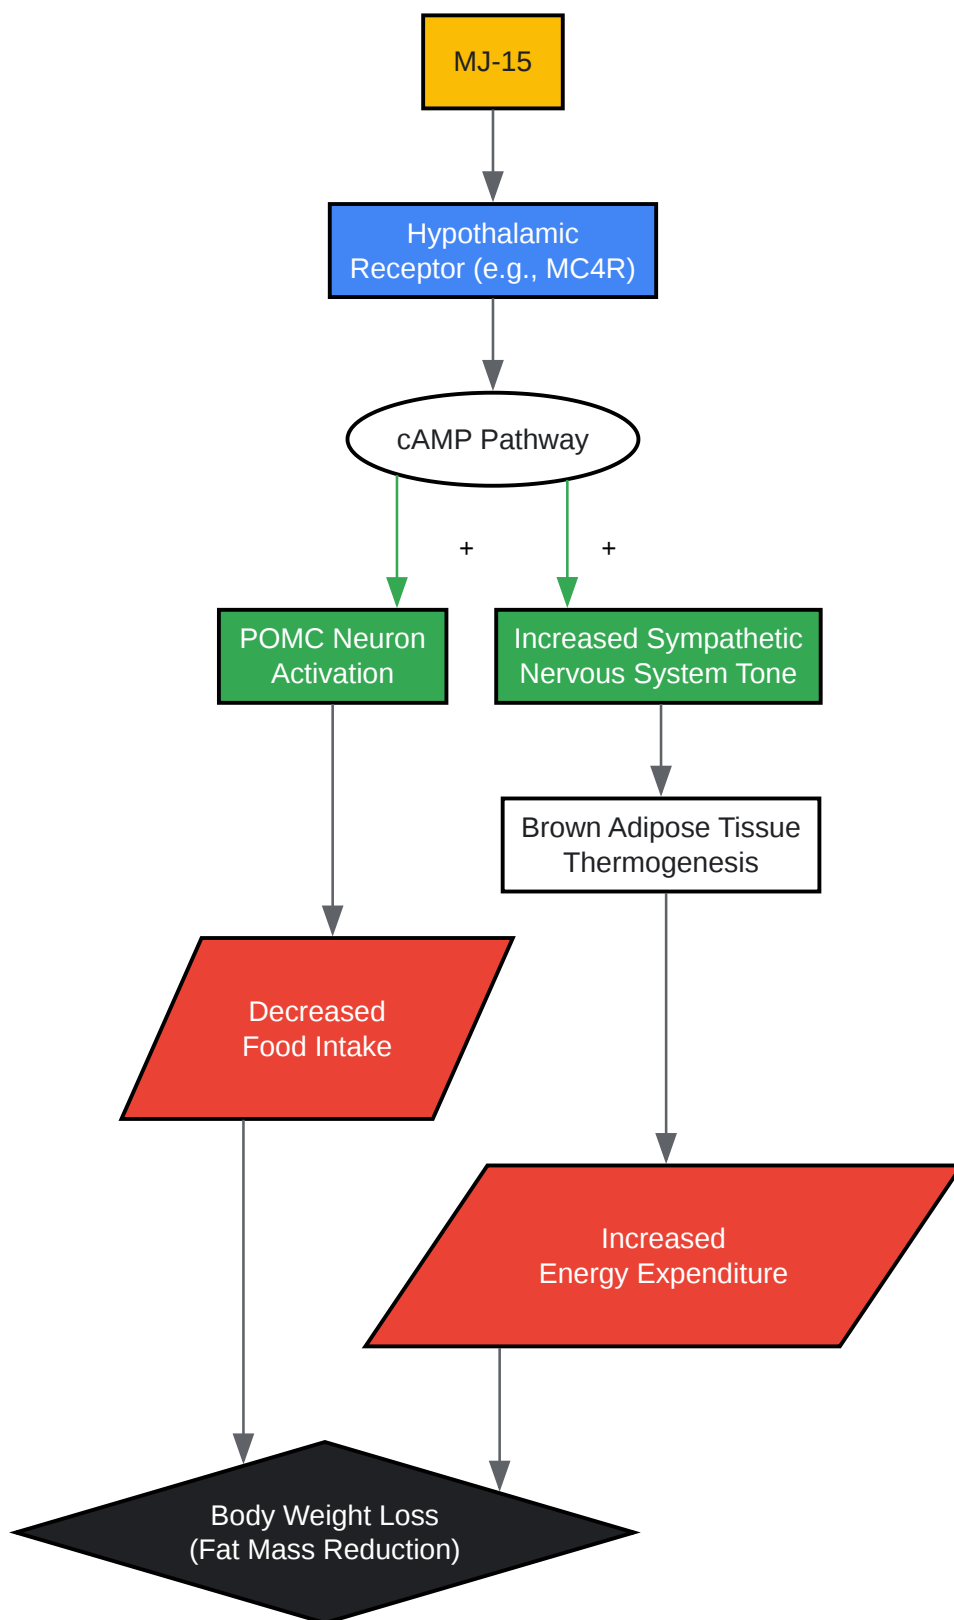 MJ-15
Hypothalamic
Receptor (e.g., MC4R)
cAMP Pathway
+
+
POMC Neuron
Activation
Increased Sympathetic
Nervous System Tone
Brown Adipose Tissue
Thermogenesis
Decreased
Food Intake
Increased
Energy Expenditure
Body Weight Loss
(Fat Mass Reduction)